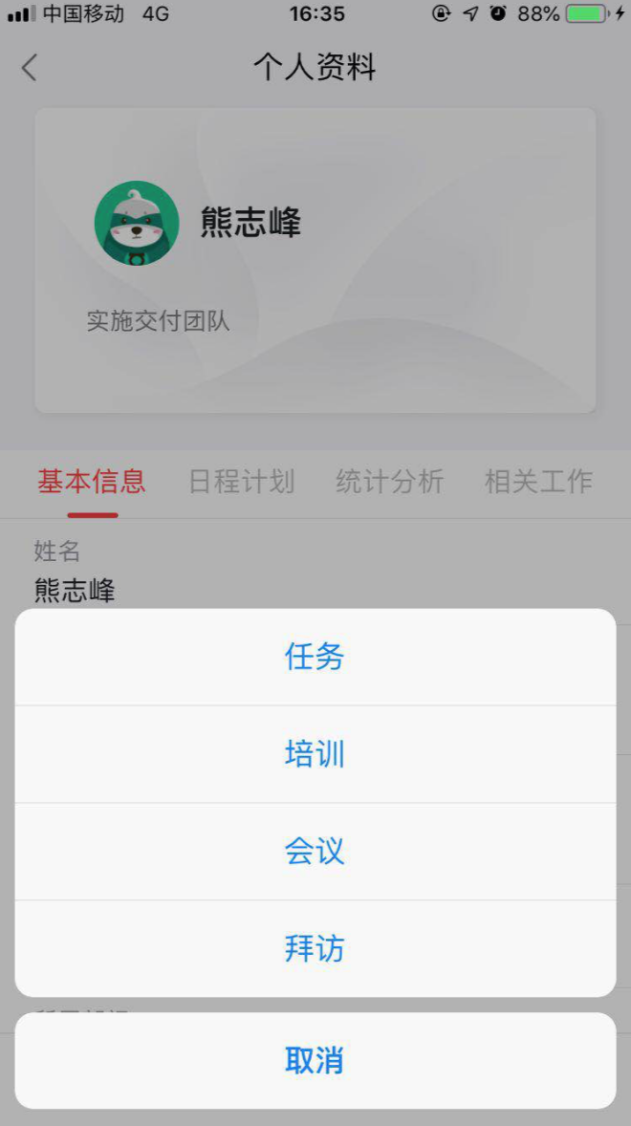 中国移动 4G 16:35 88%
个人资料
熊志峰
实施交付团队
基本信息 日程计划 统计分析 相关工作
姓名
熊志峰
任务
培训
会议
拜访
取消